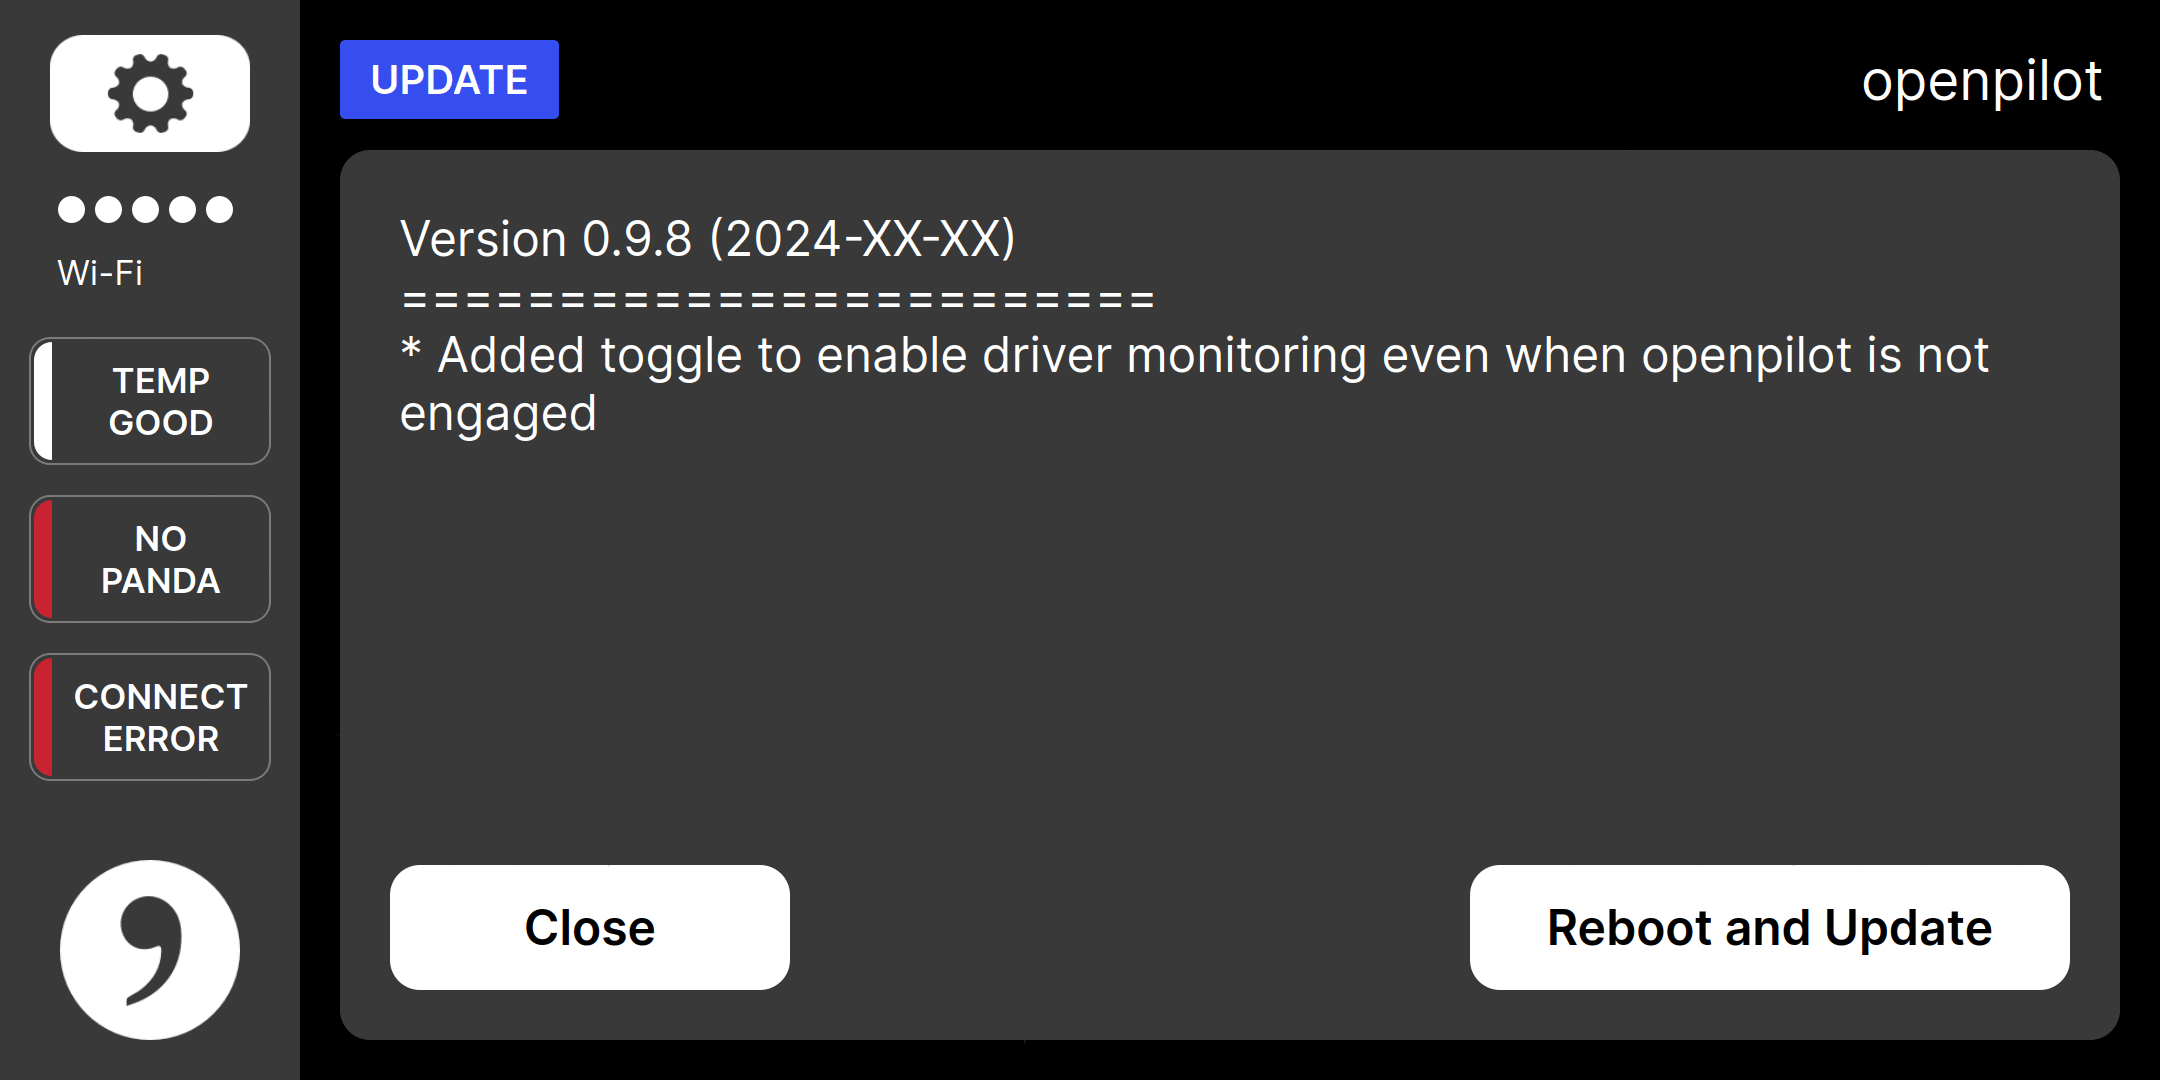 UPDATE
openpilot
Wi-Fi
TEMP
GOOD
NO
PANDA
CONNECT
ERROR
Version 0.9.8 (2024-XX-XX)
========================
* Added toggle to enable driver monitoring even when openpilot is not
engaged
Close
Reboot and Update